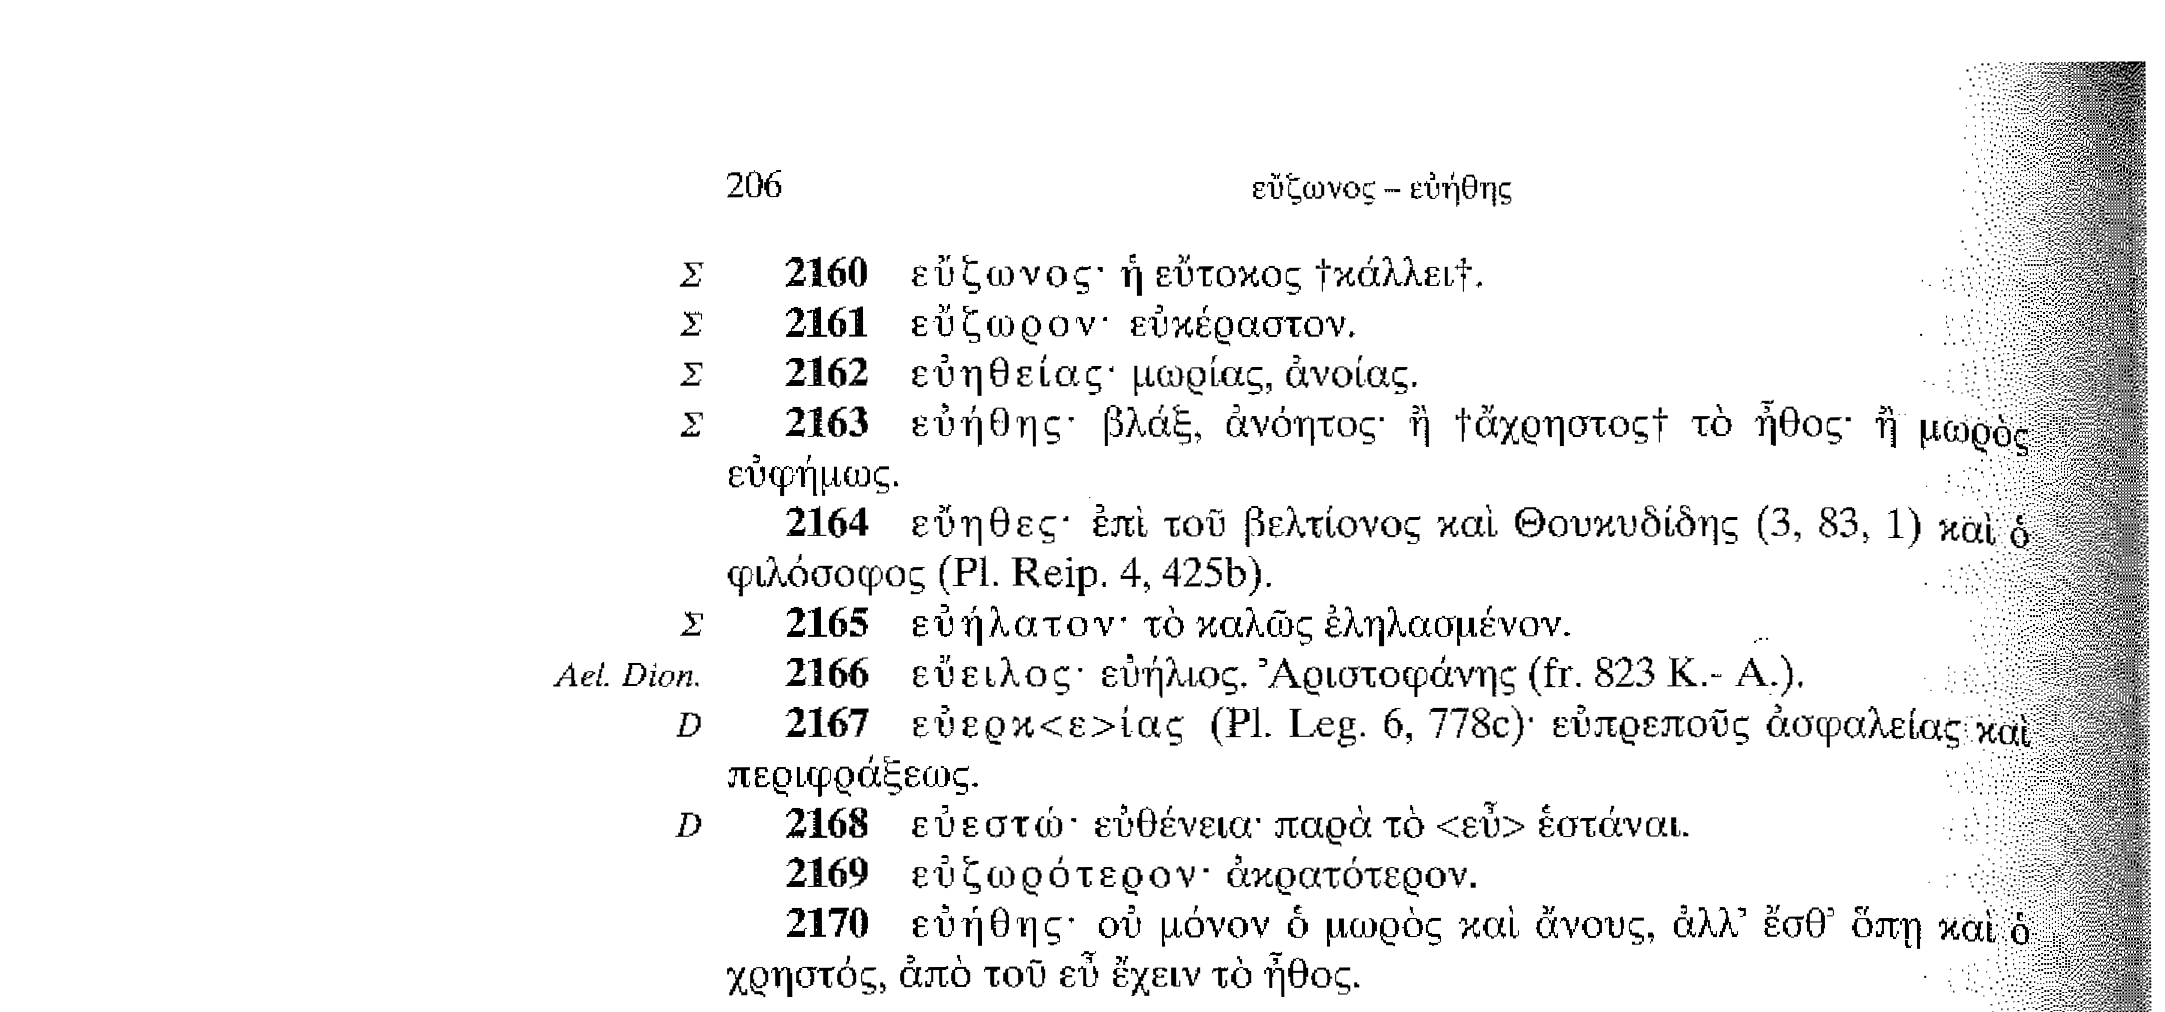 206 εὔζωνος – εὐήθης
Σ 2160 εὔζωνος· ἡ εὔτοκος †κάλλει†.
Σ 2161 εὔζωρον· εὐκέραστον.
Σ 2162 εὐηθείας· μωρίας, ἀνοίας.
Σ 2163 εὐήθης· βλάξ, ἀνόητος· ἢ †ἄχρηστος† τὸ ἦθος· ἢ μωρὸς
εὐφήμως.
2164 εὔηθες· ἐπὶ τοῦ βελτίονος καὶ Θουκυδίδης (3, 83, 1) καὶ ὁ
φιλόσοφος (Pl. Reip. 4, 425b).
Σ 2165 εὐήλατον· τὸ καλῶς ἐληλασμένον.
Ael. Dion. 2166 εὔειλος· εὐήλιος. Ἀριστοφάνης (fr. 823 K.- A.).
D 2167 εὐερκ<ε>ίας (Pl. Leg. 6, 778c)· εὐπρεποῦς ἀσφαλείας καὶ
περιφράξεως.
D 2168 εὐεστώ· εὐθένεια· παρὰ τὸ <εὖ> ἑστάναι.
2169 εὐζωρότερον· ἀκρατότερον.
2170 εὐήθης· οὐ μόνον ὁ μωρὸς καὶ ἄνους, ἀλλ’ ἔσθ’ ὅπῃ καὶ ὁ
χρηστός, ἀπὸ τοῦ εὖ ἔχειν τὸ ἦθος.